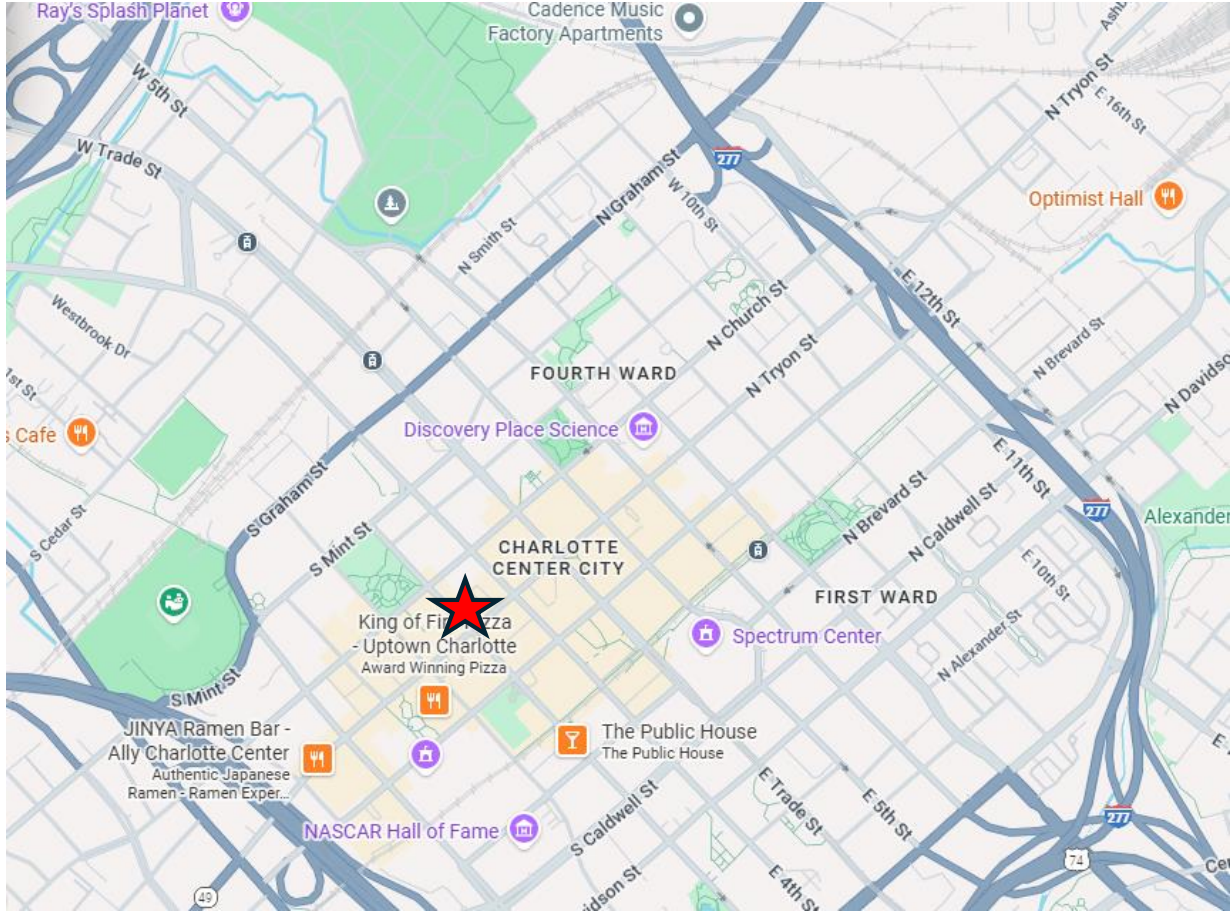 Ray's Splash Planet
Cadence Music
Factory Apartments
W 5th St
W Trade St
N Tryon St
E 16th St
277
Optimist Hall
N Graham St
W 10th St
N Smith St
E 12th St
N Church St
N Brevard St
Westbrook Dr
1st St
FOURTH WARD
N Tryon St
N Davidson
s Cafe
Discovery Place Science
E 11th St
S Graham St
N Brevard St
N Caldwell St
277
Alexander
S Cedar St
S Mint St
CHARLOTTE
CENTER CITY
E 10th St
FIRST WARD
King of Fir
zza
- Uptown Charlotte
Award Winning Pizza
Spectrum Center
N Alexander St
S Mint St
JINYA Ramen Bar -
Ally Charlotte Center
Authentic Japanese
Ramen - Ramen Exper...
The Public House
The Public House
E Trade St
E 5th St
NASCAR Hall of Fame
S Caldwell St
277
74
49
E 4th St
vidson St